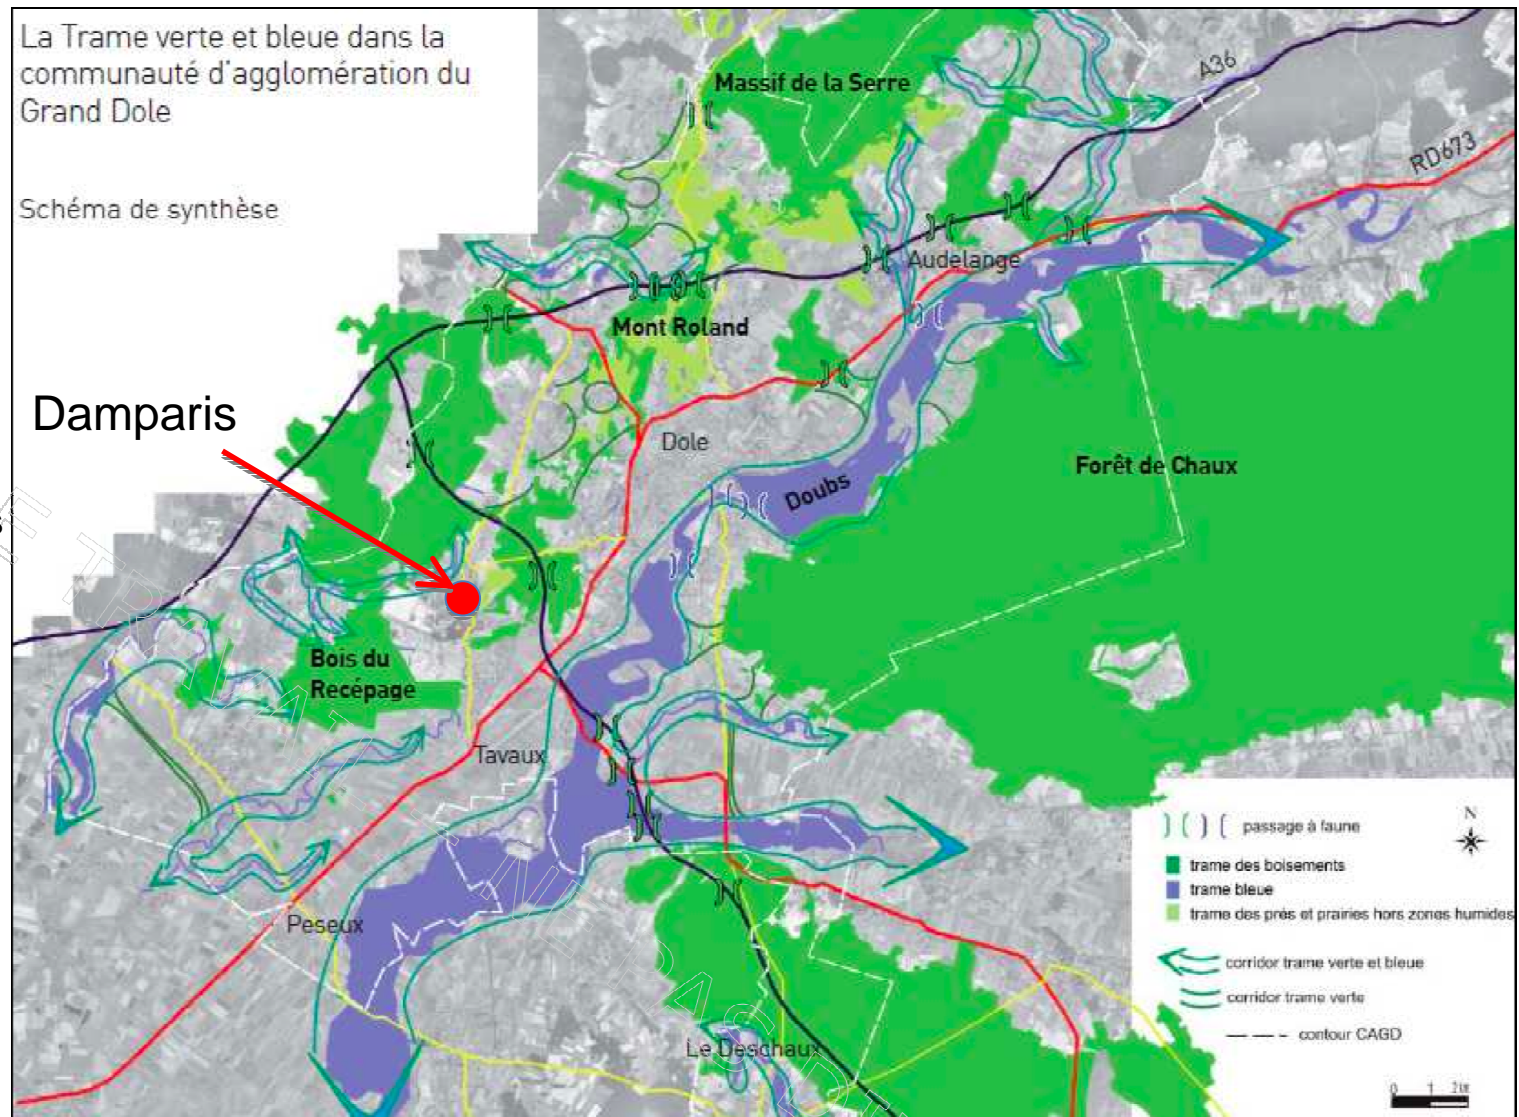 La Trame verte et bleue dans la
communauté d'agglomération du
Grand Dole
Schéma de synthèse
Massif de la Serre
A36
RD673
Audelange
Mont Roland
Damparis
Dole
Doubs
Forêt de Chaux
Bois du
Recépage
Tavaux
Peseux
Le Deschaux
passage à faune
N
trame des boisements
trame bleue
trame des prés et prairies hors zones humides
corridor trame verte et bleue
corridor trame verte
contour CAGD
0 1 2